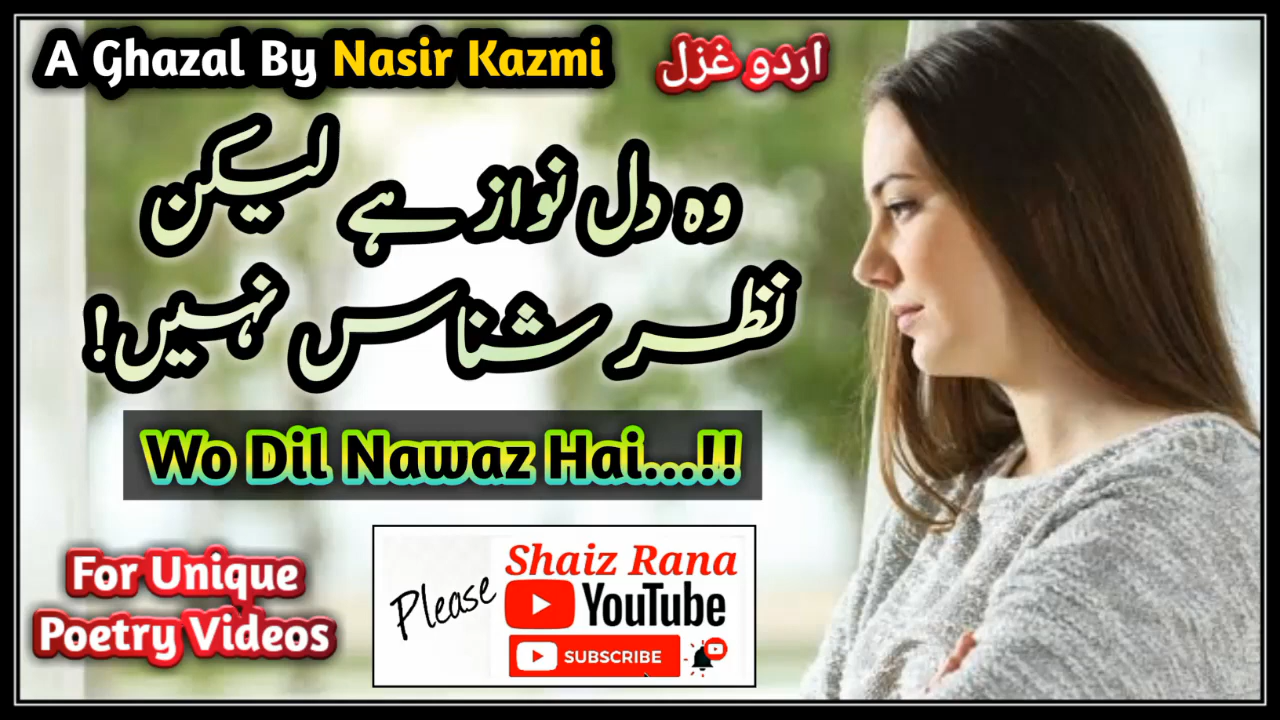 A Ghazal By Nasir Kazmi
اردو غزل
وہ دل نواز ہے لیکن
نظر شناس نہیں!
Wo Dil Nawaz Hai...!!
For Unique
Poetry Videos
Please
Shaiz Rana
YouTube
SUBSCRIBE